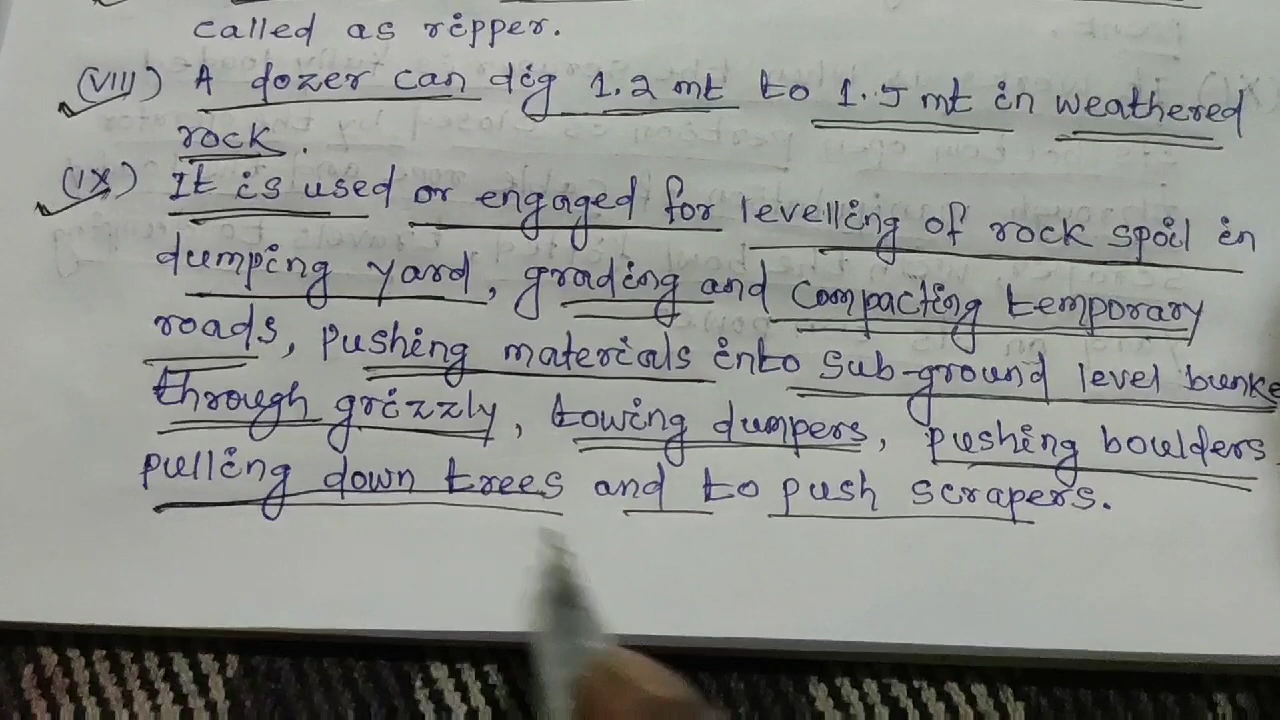 called as ripper.
(VIII) A dozer can dig 1.2 mt to 1.5 mt in weathered
rock.
(IX) It is used or engaged for levelling of rock spoil in
dumping yard, grading and compacting temporary
roads, pushing materials into sub-ground level bunke
through grizzly, towing dumpers, pushing boulders
pulling down trees and to push scrapers.